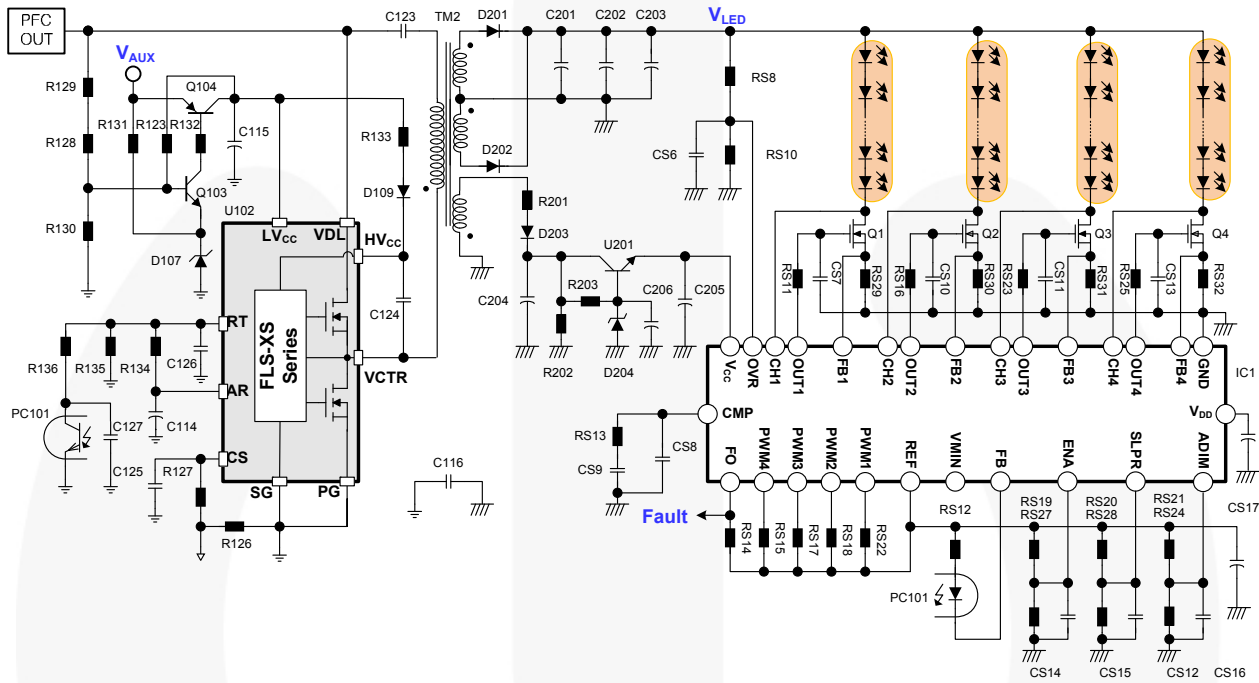 PFC
OUT
C123
TM2
D201
C201
C202
C203
VLED
VAUX
Q104
R129
R131
R123
R132
C115
R128
R133
RS8
CS6
RS10
D202
Q103
D109
R130
U102
R201
D107
LVCC
VDL
HVCC
D203
U201
Q1
Q2
Q3
Q4
RS11
CS7
RS29
RS16
CS10
RS30
RS23
CS11
RS31
RS25
CS13
RS32
C204
R203
C206
C205
C124
RT
R136
R135
R134
C126
FLS-XS
Series
VCTR
R202
D204
VCC
OVR
CH1
OUT1
FB1
CH2
OUT2
FB2
CH3
OUT3
FB3
CH4
OUT4
FB4
GND
IC1
AR
PC101
C127
C114
CMP
VDD
RS13
CS8
CS9
C125
R127
CS
SG
PG
C116
FO
PWM4
PWM3
PWM2
PWM1
REF
VMIN
FB
ENA
SLPR
ADIM
Fault
RS12
RS19
RS27
RS20
RS28
RS21
RS24
CS17
R126
RS14
RS15
RS17
RS18
RS22
PC101
CS14
CS15
CS12
CS16